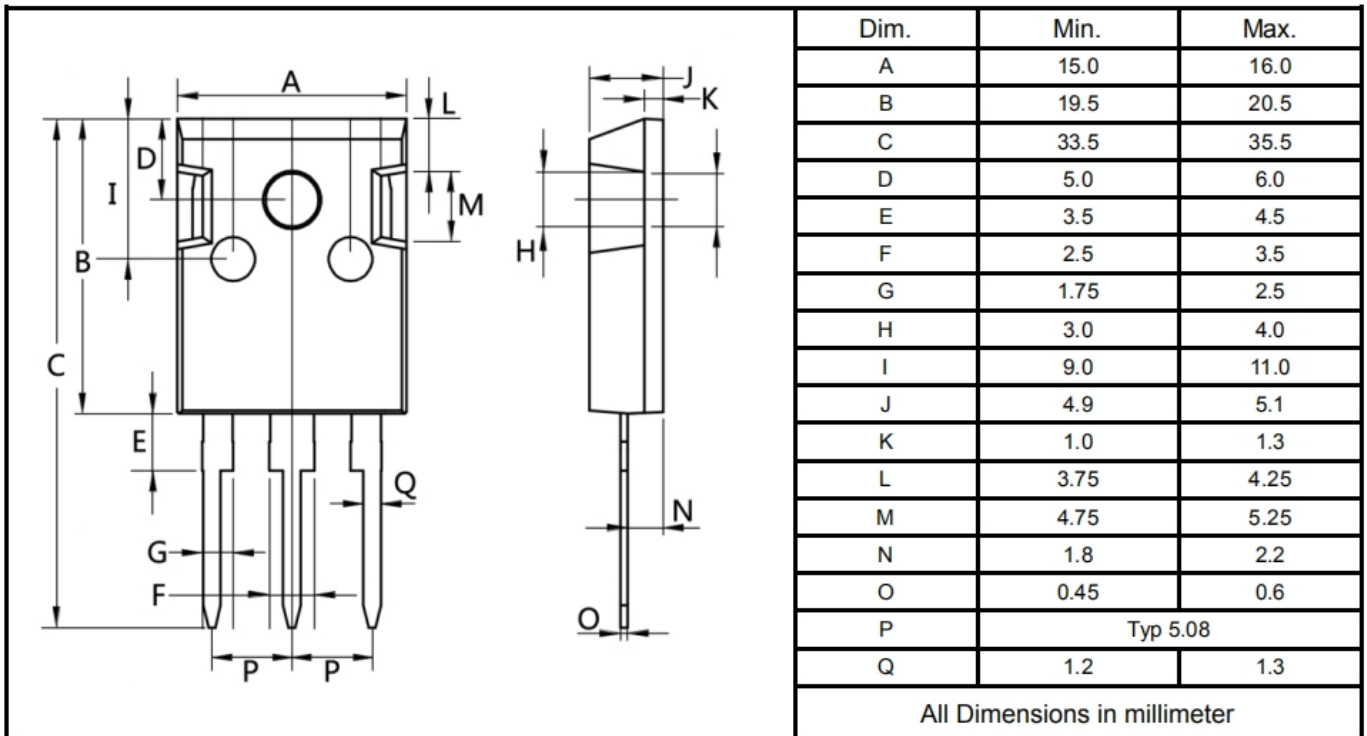 A
L
D
I
M
B
C
E
Q
G
F
P P
J
K
H
N
O
Dim. Min. Max.
A 15.0 16.0
B 19.5 20.5
C 33.5 35.5
D 5.0 6.0
E 3.5 4.5
F 2.5 3.5
G 1.75 2.5
H 3.0 4.0
I 9.0 11.0
J 4.9 5.1
K 1.0 1.3
L 3.75 4.25
M 4.75 5.25
N 1.8 2.2
O 0.45 0.6
P Typ 5.08
Q 1.2 1.3
All Dimensions in millimeter